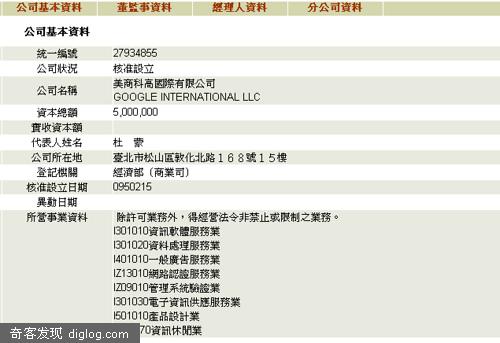 公司基本資料 董監事資料 經理人資料 分公司資料
公司基本資料
統一編號 27934855
公司狀況 核准設立
公司名稱 美商科高國際有限公司
GOOGLE INTERNATIONAL LLC
資本總額 5,000,000
實收資本額
代表人姓名 杜 蒙
公司所在地 臺北市松山區敦化北路１６８號１５樓
登記機關 經濟部（商業司）
核准設立日期 0950215
異動日期
所營事業資料 除許可業務外，得經營法令非禁止或限制之業務。
I301010資訊軟體服務業
I301020資料處理服務業
I401010一般廣告服務業
IZ13010網路認證服務業
IZ09010管理系統驗證業
I301030電子資訊供應服務業
I501010產品設計業
70資訊休閒業
奇客发现 diglog.com